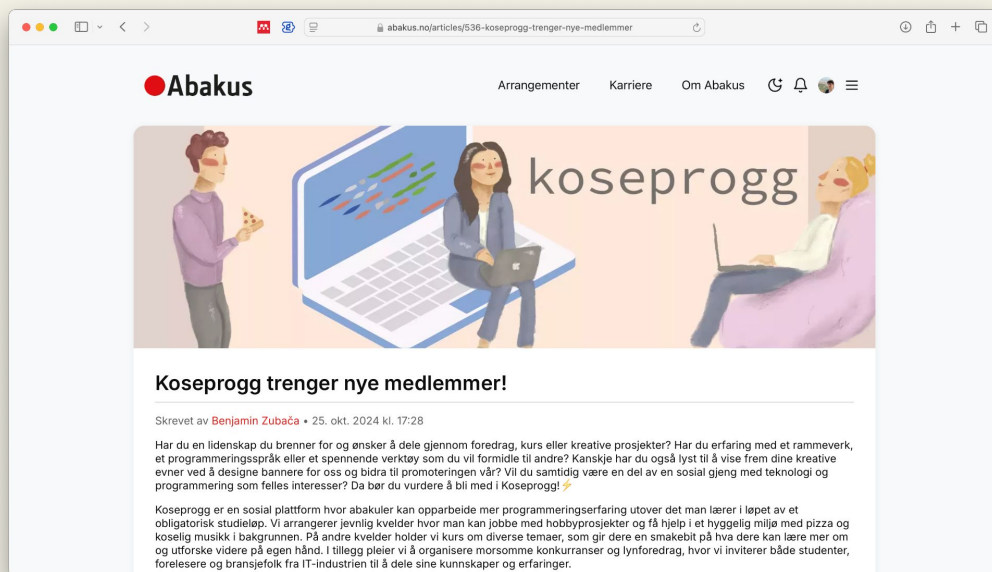 abakus.no/articles/536-koseprogg-trenger-nye-medlemmer
Abakus
Arrangementer Karriere Om Abakus
koseprogg
Koseprogg trenger nye medlemmer!
Skrevet av Benjamin Zubača • 25. okt. 2024 kl. 17:28
Har du en lidenskap du brenner for og ønsker å dele gjennom foredrag, kurs eller kreative prosjekter? Har du erfaring med et rammeverk,
et programmeringsspråk eller et spennende verktøy som du vil formidle til andre? Kanskje har du også lyst til å vise frem dine kreative
evner ved å designe bannere for oss og bidra til promoteringen vår? Vil du samtidig være en del av en sosial gjeng med teknologi og
programmering som felles interesser? Da bør du vurdere å bli med i Koseprogg!⚡
Koseprogg er en sosial plattform hvor abakuler kan opparbeide mer programmeringserfaring utover det man lærer i løpet av et
obligatorisk studieløp. Vi arrangerer jevnlig kvelder hvor man kan jobbe med hobbyprosjekter og få hjelp i et hyggelig miljø med pizza og
koselig musikk i bakgrunnen. På andre kvelder holder vi kurs om diverse temaer, som gir dere en smakebit på hva dere kan lære mer om
og utforske videre på egen hånd. I tillegg pleier vi å organisere morsomme konkurranser og lynforedrag, hvor vi inviterer både studenter,
forelesere og bransjefolk fra IT-industrien til å dele sine kunnskaper og erfaringer.